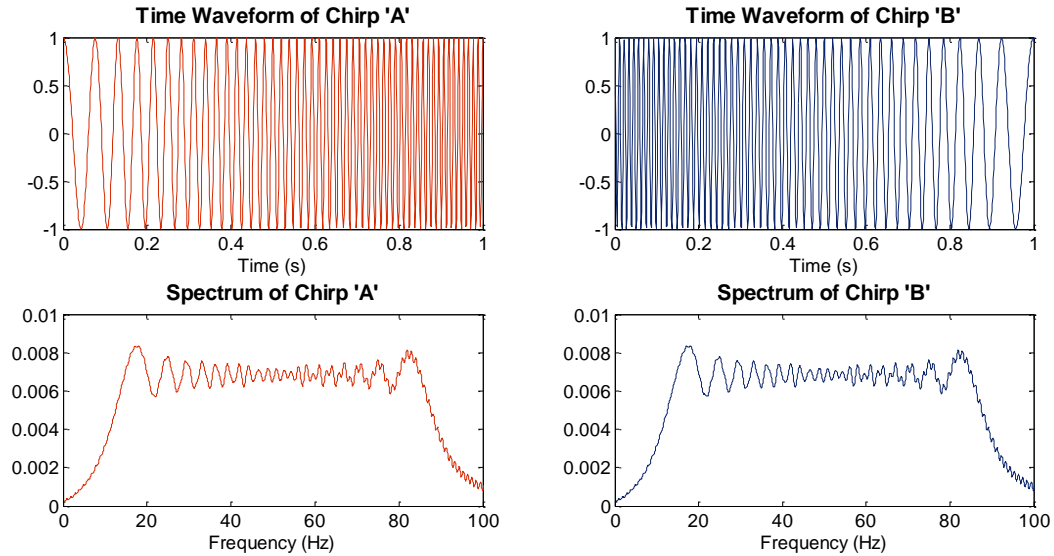 Time Waveform of Chirp 'A'
1
0.5
0
-0.5
-1
0 0.2 0.4 0.6 0.8 1
Time (s)
Time Waveform of Chirp 'B'
1
0.5
0
-0.5
-1
0 0.2 0.4 0.6 0.8 1
Time (s)
Spectrum of Chirp 'A'
0.01
0.008
0.006
0.004
0.002
0
0 20 40 60 80 100
Frequency (Hz)
Spectrum of Chirp 'B'
0.01
0.008
0.006
0.004
0.002
0
0 20 40 60 80 100
Frequency (Hz)